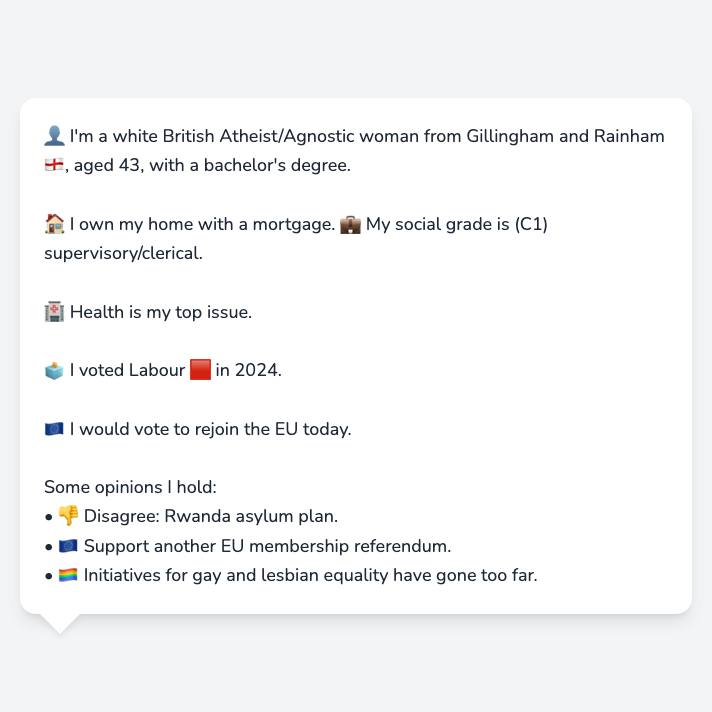 👤 I'm a white British Atheist/Agnostic woman from Gillingham and Rainham
🏴󠁧󠁢󠁥󠁮󠁧󠁿, aged 43, with a bachelor's degree.
🏠 I own my home with a mortgage. 💼 My social grade is (C1)
supervisory/clerical.
🏥 Health is my top issue.
🗳️ I voted Labour 🟥 in 2024.
🇪🇺 I would vote to rejoin the EU today.
Some opinions I hold:
• 👎 Disagree: Rwanda asylum plan.
• 🇪🇺 Support another EU membership referendum.
• 🏳️‍🌈 Initiatives for gay and lesbian equality have gone too far.